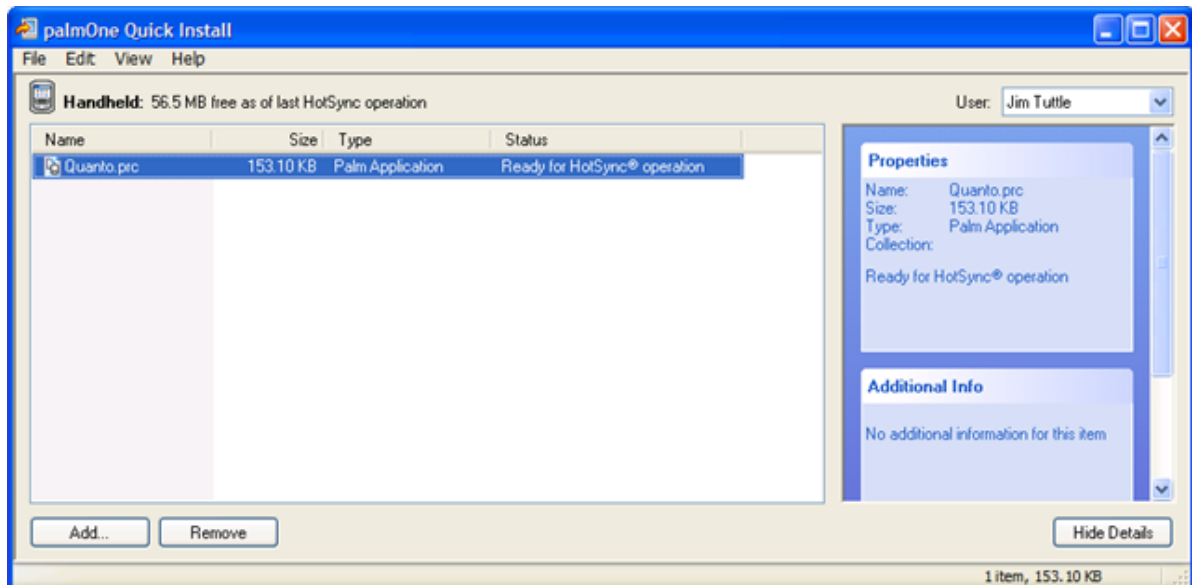 palmOne Quick Install
File Edit View Help
Handheld: 56.5 MB free as of last HotSync operation
User: Jim Tuttle
Name Size Type Status
Quanto.prc 153.10 KB Palm Application Ready for HotSync® operation
Properties
Name: Quanto.prc
Size: 153.10 KB
Type: Palm Application
Collection:
Ready for HotSync® operation
Additional Info
No additional information for this item
Add... Remove Hide Details
1 item, 153.10 KB